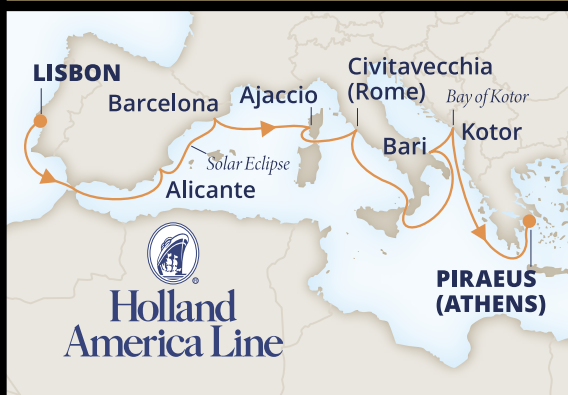 LISBON
Barcelona
Ajaccio
Civitavecchia
(Rome)
Bay of Kotor
Kotor
Bari
Solar Eclipse
Alicante
PIRAEUS
(ATHENS)
®
Holland
America Line